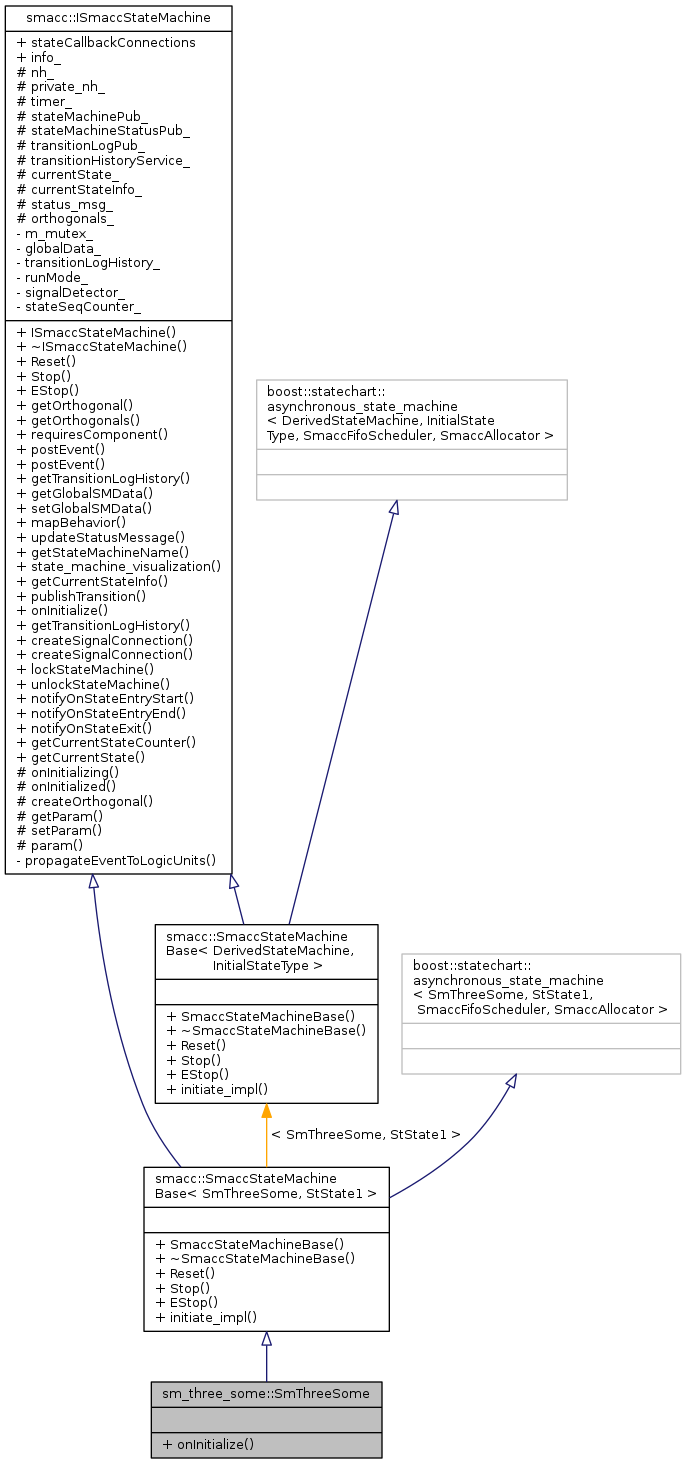 smacc::ISmaccStateMachine
+ stateCallbackConnections
+ info_
# nh_
# private_nh_
# timer_
# stateMachinePub_
# stateMachineStatusPub_
# transitionLogPub_
# transitionHistoryService_
# currentState_
# currentStateInfo_
# status_msg_
# orthogonals_
- m_mutex_
- globalData_
- transitionLogHistory_
- runMode_
- signalDetector_
- stateSeqCounter_
+ ISmaccStateMachine()
+ ~ISmaccStateMachine()
+ Reset()
+ Stop()
+ EStop()
+ getOrthogonal()
+ getOrthogonals()
+ requiresComponent()
+ postEvent()
+ postEvent()
+ getTransitionLogHistory()
+ getGlobalSMData()
+ setGlobalSMData()
+ mapBehavior()
+ updateStatusMessage()
+ getStateMachineName()
+ state_machine_visualization()
+ getCurrentStateInfo()
+ publishTransition()
+ onInitialize()
+ getTransitionLogHistory()
+ createSignalConnection()
+ createSignalConnection()
+ lockStateMachine()
+ unlockStateMachine()
+ notifyOnStateEntryStart()
+ notifyOnStateEntryEnd()
+ notifyOnStateExit()
+ getCurrentStateCounter()
+ getCurrentState()
# onInitializing()
# onInitialized()
# createOrthogonal()
# getParam()
# setParam()
# param()
- propagateEventToLogicUnits()
boost::statechart::
asynchronous_state_machine
< DerivedStateMachine, InitialState
Type, SmaccFifoScheduler, SmaccAllocator >
smacc::SmaccStateMachine
Base< DerivedStateMachine,
InitialStateType >
+ SmaccStateMachineBase()
+ ~SmaccStateMachineBase()
+ Reset()
+ Stop()
+ EStop()
+ initiate_impl()
boost::statechart::
asynchronous_state_machine
< SmThreeSome, StState1,
SmaccFifoScheduler, SmaccAllocator >
< SmThreeSome, StState1 >
smacc::SmaccStateMachine
Base< SmThreeSome, StState1 >
+ SmaccStateMachineBase()
+ ~SmaccStateMachineBase()
+ Reset()
+ Stop()
+ EStop()
+ initiate_impl()
sm_three_some::SmThreeSome
+ onInitialize()